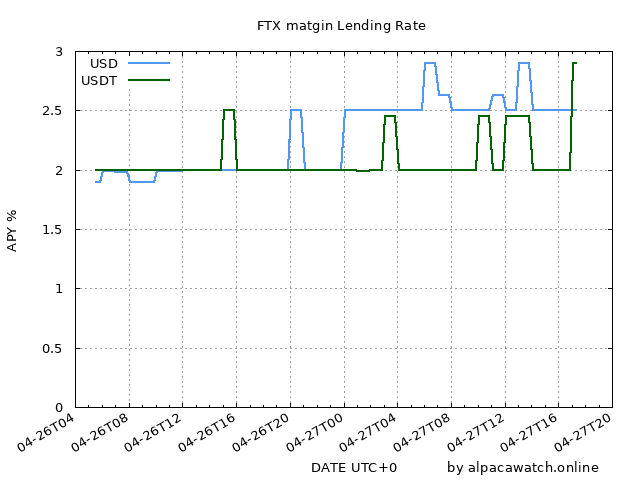 FTX matgin Lending Rate
USD
USDT
3
2.5
2
1.5
1
0.5
0
APY %
04-26T04
04-26T08
04-26T12
04-26T16
04-26T20
04-27T00
04-27T04
04-27T08
04-27T12
04-27T16
04-27T20
DATE UTC+0
by alpacawatch.online